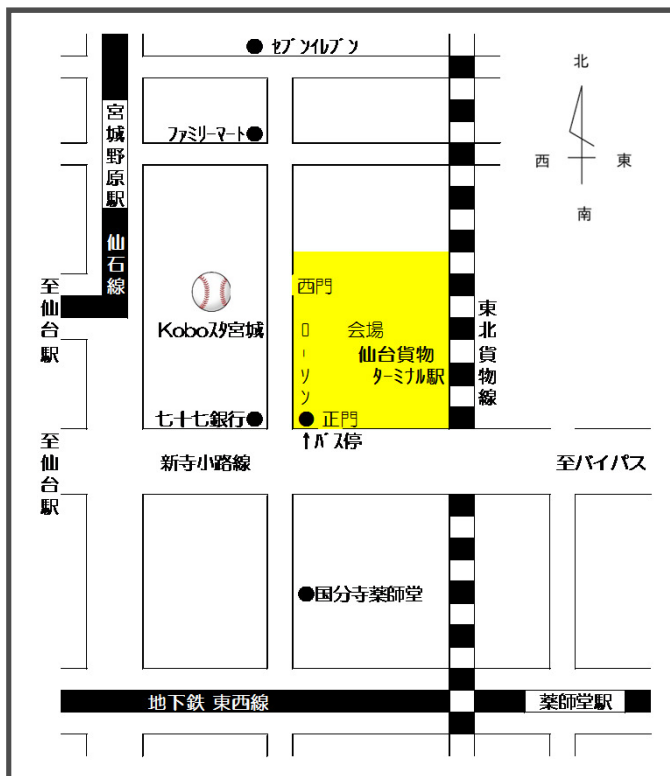 ●ｾﾌﾞﾝｲﾚﾌﾞﾝ
北
ﾌｧﾐﾘｰﾏｰﾄ●
西 東
南
宮城野原駅
仙石線
至仙台駅
西門
Koboｽﾀ宮城
ﾛｰｿﾝ
会場
仙台貨物
ﾀｰﾐﾅﾙ駅
東北貨物線
七十七銀行●
●正門
↑ﾊﾞｽ停
至仙台駅
新寺小路線
至バイパス
●国分寺薬師堂
地下鉄 東西線
薬師堂駅